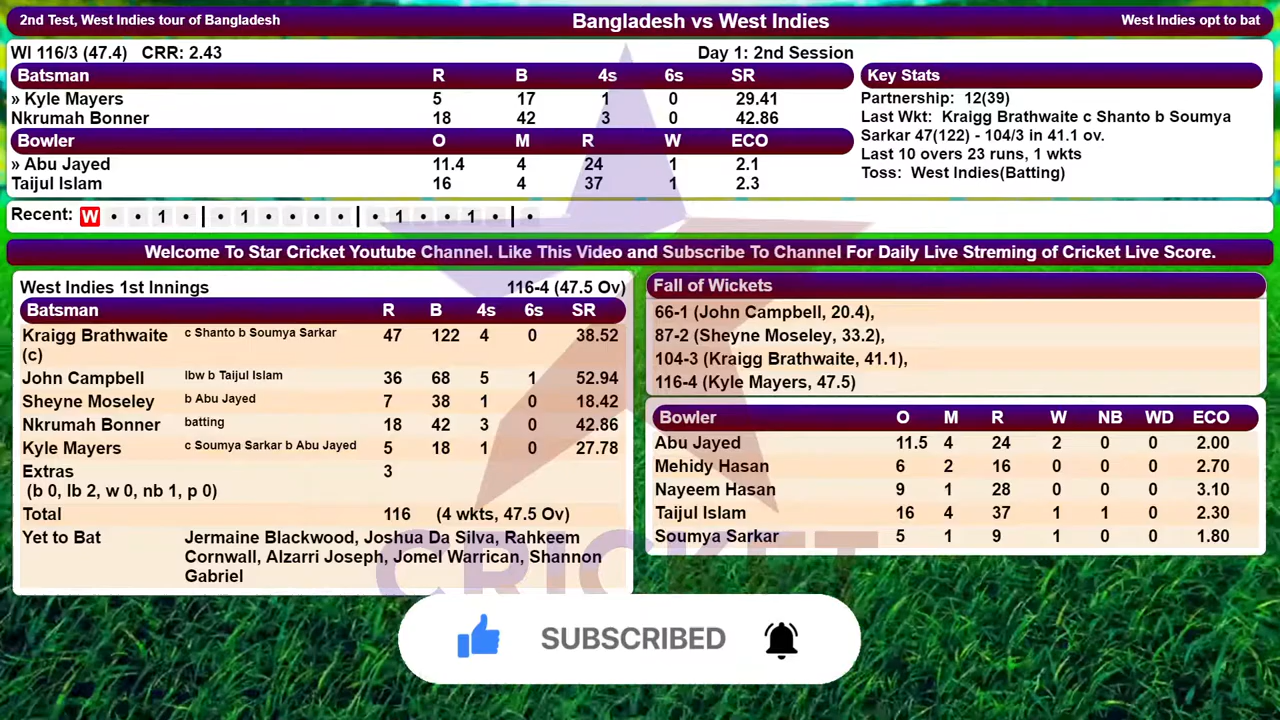 2nd Test, West Indies tour of Bangladesh Bangladesh vs West Indies West Indies opt to bat
WI 116/3 (47.4) CRR: 2.43 Day 1: 2nd Session
Batsman R B 4s 6s SR
» Kyle Mayers 5 17 1 0 29.41
Nkrumah Bonner 18 42 3 0 42.86
Bowler O M R W ECO
» Abu Jayed 11.4 4 24 1 2.1
Taijul Islam 16 4 37 1 2.3
Key Stats
Partnership: 12(39)
Last Wkt: Kraigg Brathwaite c Shanto b Soumya
Sarkar 47(122) - 104/3 in 41.1 ov.
Last 10 overs 23 runs, 1 wkts
Toss: West Indies(Batting)
Recent: W • • 1 • | • 1 • • • • | • 1 • • 1 • | •
Welcome To Star Cricket Youtube Channel. Like This Video and Subscribe To Channel For Daily Live Streming of Cricket Live Score.
West Indies 1st Innings 116-4 (47.5 Ov)
Batsman R B 4s 6s SR
Kraigg Brathwaite c Shanto b Soumya Sarkar 47 122 4 0 38.52
(c)
John Campbell lbw b Taijul Islam 36 68 5 1 52.94
Sheyne Moseley b Abu Jayed 7 38 1 0 18.42
Nkrumah Bonner batting 18 42 3 0 42.86
Kyle Mayers c Soumya Sarkar b Abu Jayed 5 18 1 0 27.78
Extras 3
(b 0, lb 2, w 0, nb 1, p 0)
Total 116 (4 wkts, 47.5 Ov)
Yet to Bat Jermaine Blackwood, Joshua Da Silva, Rahkeem
Cornwall, Alzarri Joseph, Jomel Warrican, Shannon
Gabriel
Fall of Wickets
66-1 (John Campbell, 20.4),
87-2 (Sheyne Moseley, 33.2),
104-3 (Kraigg Brathwaite, 41.1),
116-4 (Kyle Mayers, 47.5)
Bowler O M R W NB WD ECO
Abu Jayed 11.5 4 24 2 0 0 2.00
Mehidy Hasan 6 2 16 0 0 0 2.70
Nayeem Hasan 9 1 28 0 0 0 3.10
Taijul Islam 16 4 37 1 1 0 2.30
Soumya Sarkar 5 1 9 1 0 0 1.80
CRICKET
SUBSCRIBED